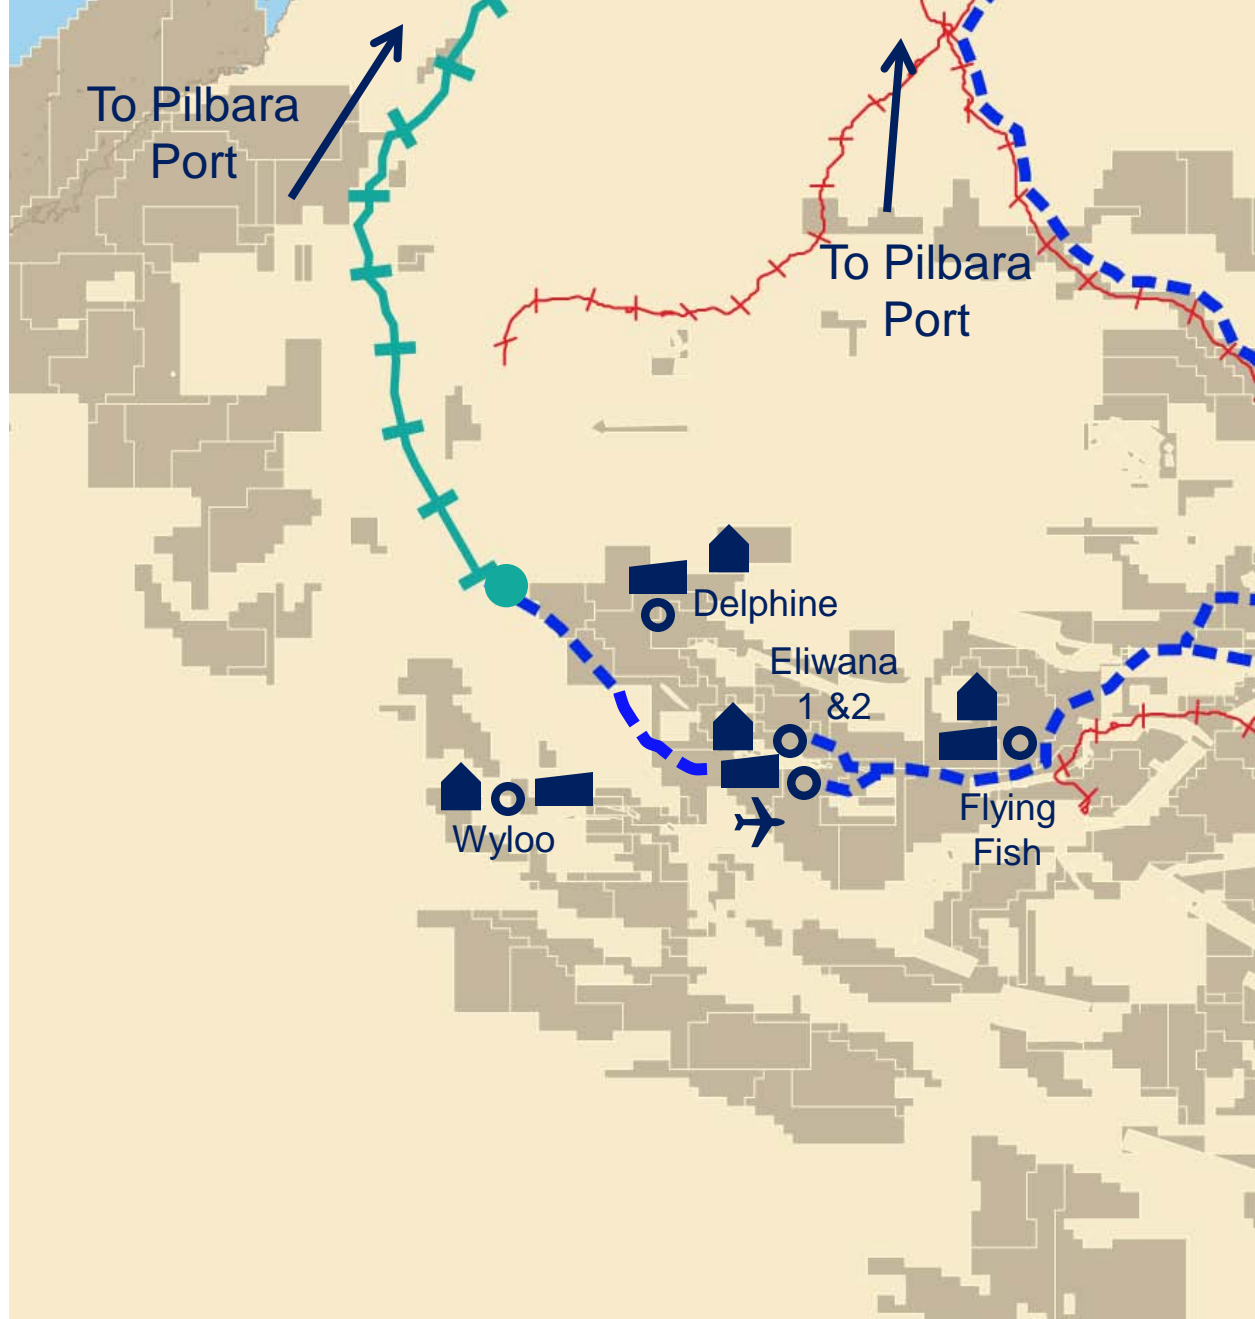 To Pilbara
Port
To Pilbara
Port
Delphine
Eliwana
1 &2
Wyloo
Flying
Fish